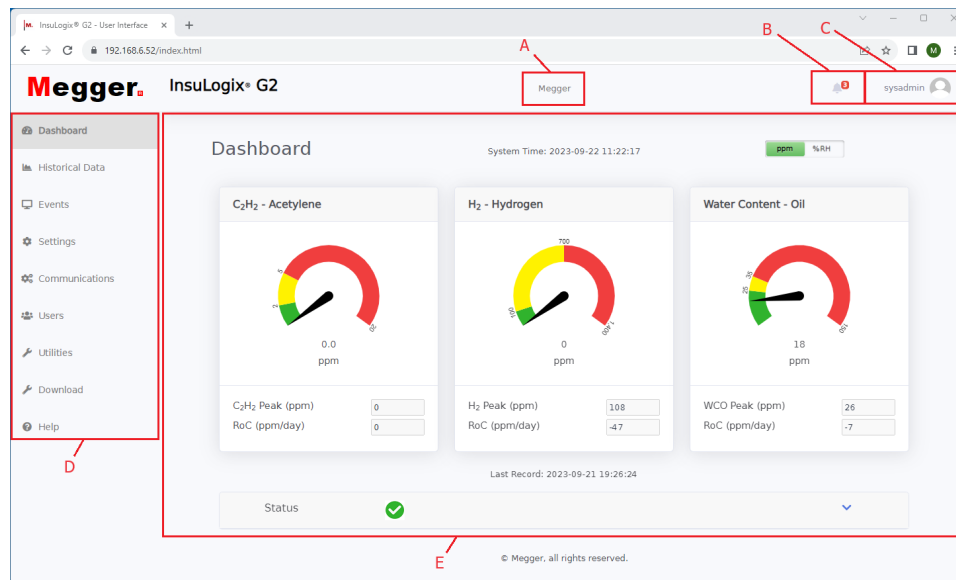 InsuLogix® G2 - User Interface
192.168.6.52/index.html
M
A
B
C
Megger.
InsuLogix® G2
Megger
3
sysadmin
Dashboard
Historical Data
Events
Settings
Communications
Users
Utilities
Download
Help
D
Dashboard
System Time: 2023-09-22 11:22:17
ppm %RH
C₂H₂ - Acetylene
2
5
20
0.0
ppm
C₂H₂ Peak (ppm) 0
RoC (ppm/day) 0
H₂ - Hydrogen
100
700
1,400
0
ppm
H₂ Peak (ppm) 108
RoC (ppm/day) -47
Water Content - Oil
25
35
150
18
ppm
WCO Peak (ppm) 26
RoC (ppm/day) -7
Last Record: 2023-09-21 19:26:24
Status
E
© Megger, all rights reserved.